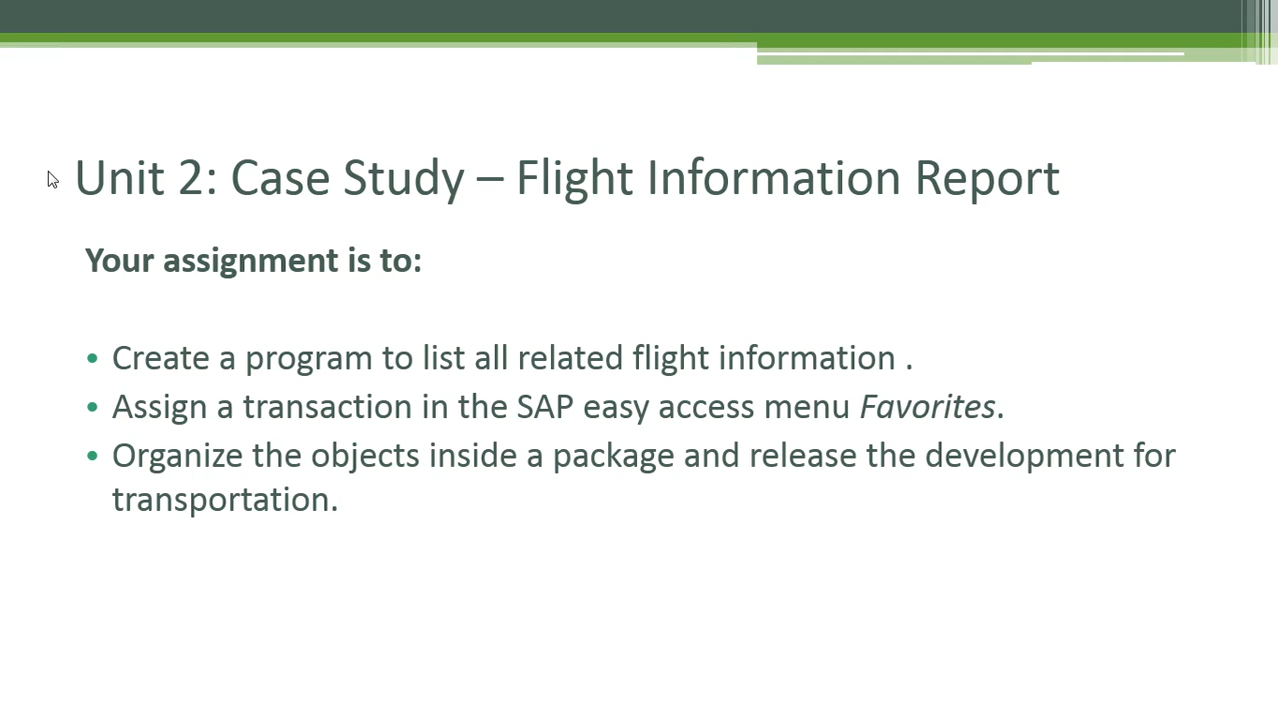 Unit 2: Case Study – Flight Information Report
Your assignment is to:
• Create a program to list all related flight information .
• Assign a transaction in the SAP easy access menu Favorites.
• Organize the objects inside a package and release the development for
transportation.